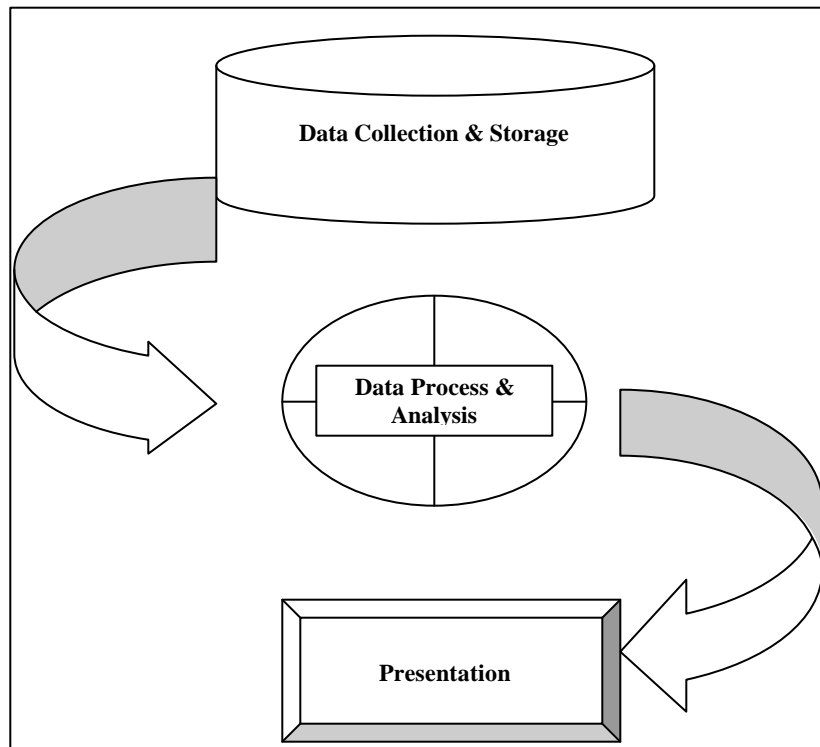 Data Collection & Storage
Data Process &
Analysis
Presentation